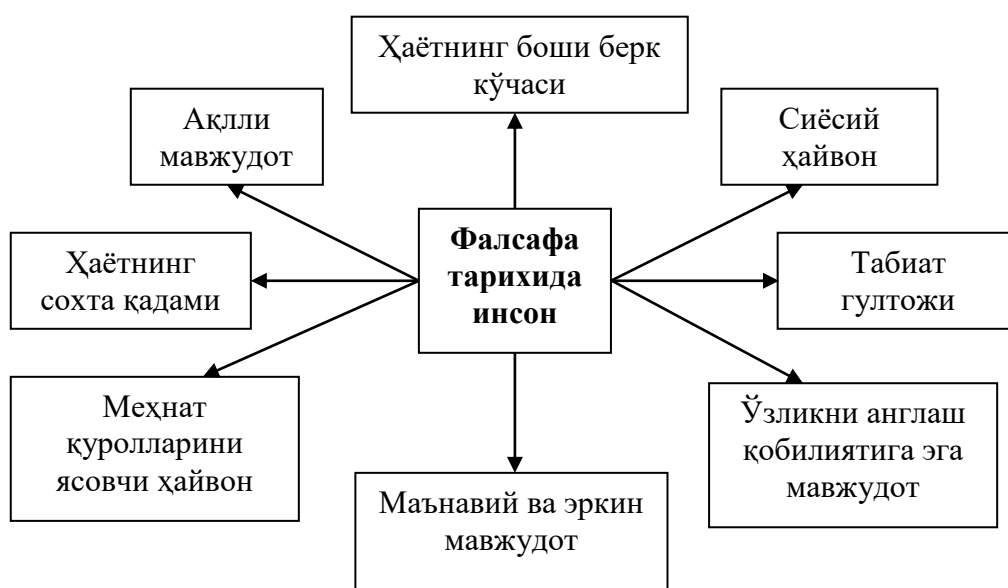 Ҳаётнинг боши берк
кўчаси
Ақлли
мавжудот
Сиёсий
ҳайвон
Фалсафа
тарихида
инсон
Ҳаётнинг
сохта қадами
Табиат
гултожи
Меҳнат
қуролларини
ясовчи ҳайвон
Ўзликни англаш
қобилиятига эга
мавжудот
Маънавий ва эркин
мавжудот